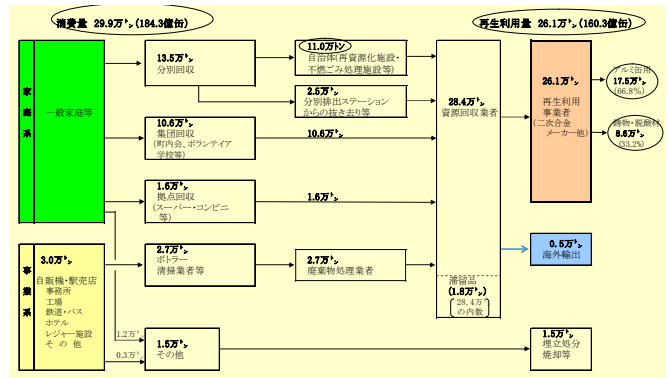 消費量 29.9万㌧(184.3億缶)
再生利用量 26.1万㌧(160.3億缶)
家庭系
一般家庭等
13.5万㌧
分別回収
11.0万トン
自治体(再資源化施設・
不燃ごみ処理施設等)
2.5万㌧
分別排出ステーション
からの抜き去り等
10.6万㌧
集団回収
(町内会、ボランテイア
学校等)
10.6万㌧
1.6万㌧
拠点回収
(スーパー・コンビニ
等)
1.6万㌧
28.4万㌧
資源回収業者
滞留品
(1.8万㌧)
28.4万
の内数
26.1万㌧
再生利用
事業者
(二次合金
メーカー他)
アルミ缶用
17.5万㌧
(66.8%)
鋳物・脱酸材
8.6万㌧
(33.2%)
0.5万㌧
海外輸出
事業系
3.0万㌧
自販機・駅売店
事務所
工場
鉄道・バス
ホテル
レジャー施設
そ の 他
2.7万㌧
ボトラー
清掃業者等
2.7万㌧
廃棄物処理業者
1.2万㌧
0.3万㌧
1.5万㌧
その他
1.5万㌧
埋立処分
焼却等